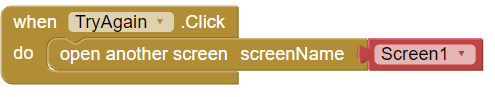 when TryAgain .Click
do open another screen screenName Screen1